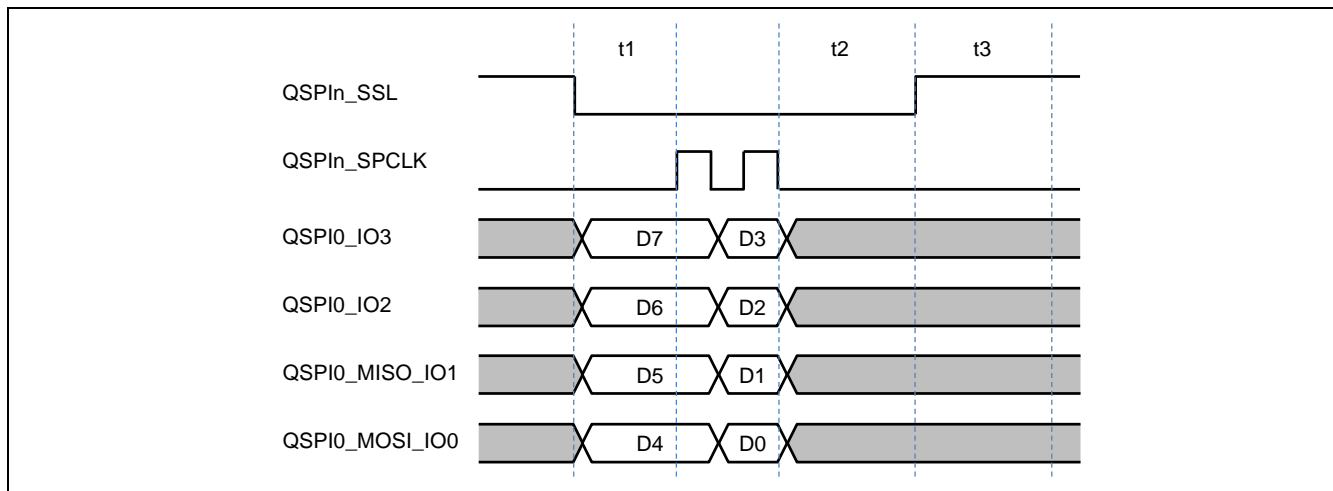 t1 t2 t3
QSPIn_SSL
QSPIn_SPCLK
QSPI0_IO3 D7 D3
QSPI0_IO2 D6 D2
QSPI0_MISO_IO1 D5 D1
QSPI0_MOSI_IO0 D4 D0